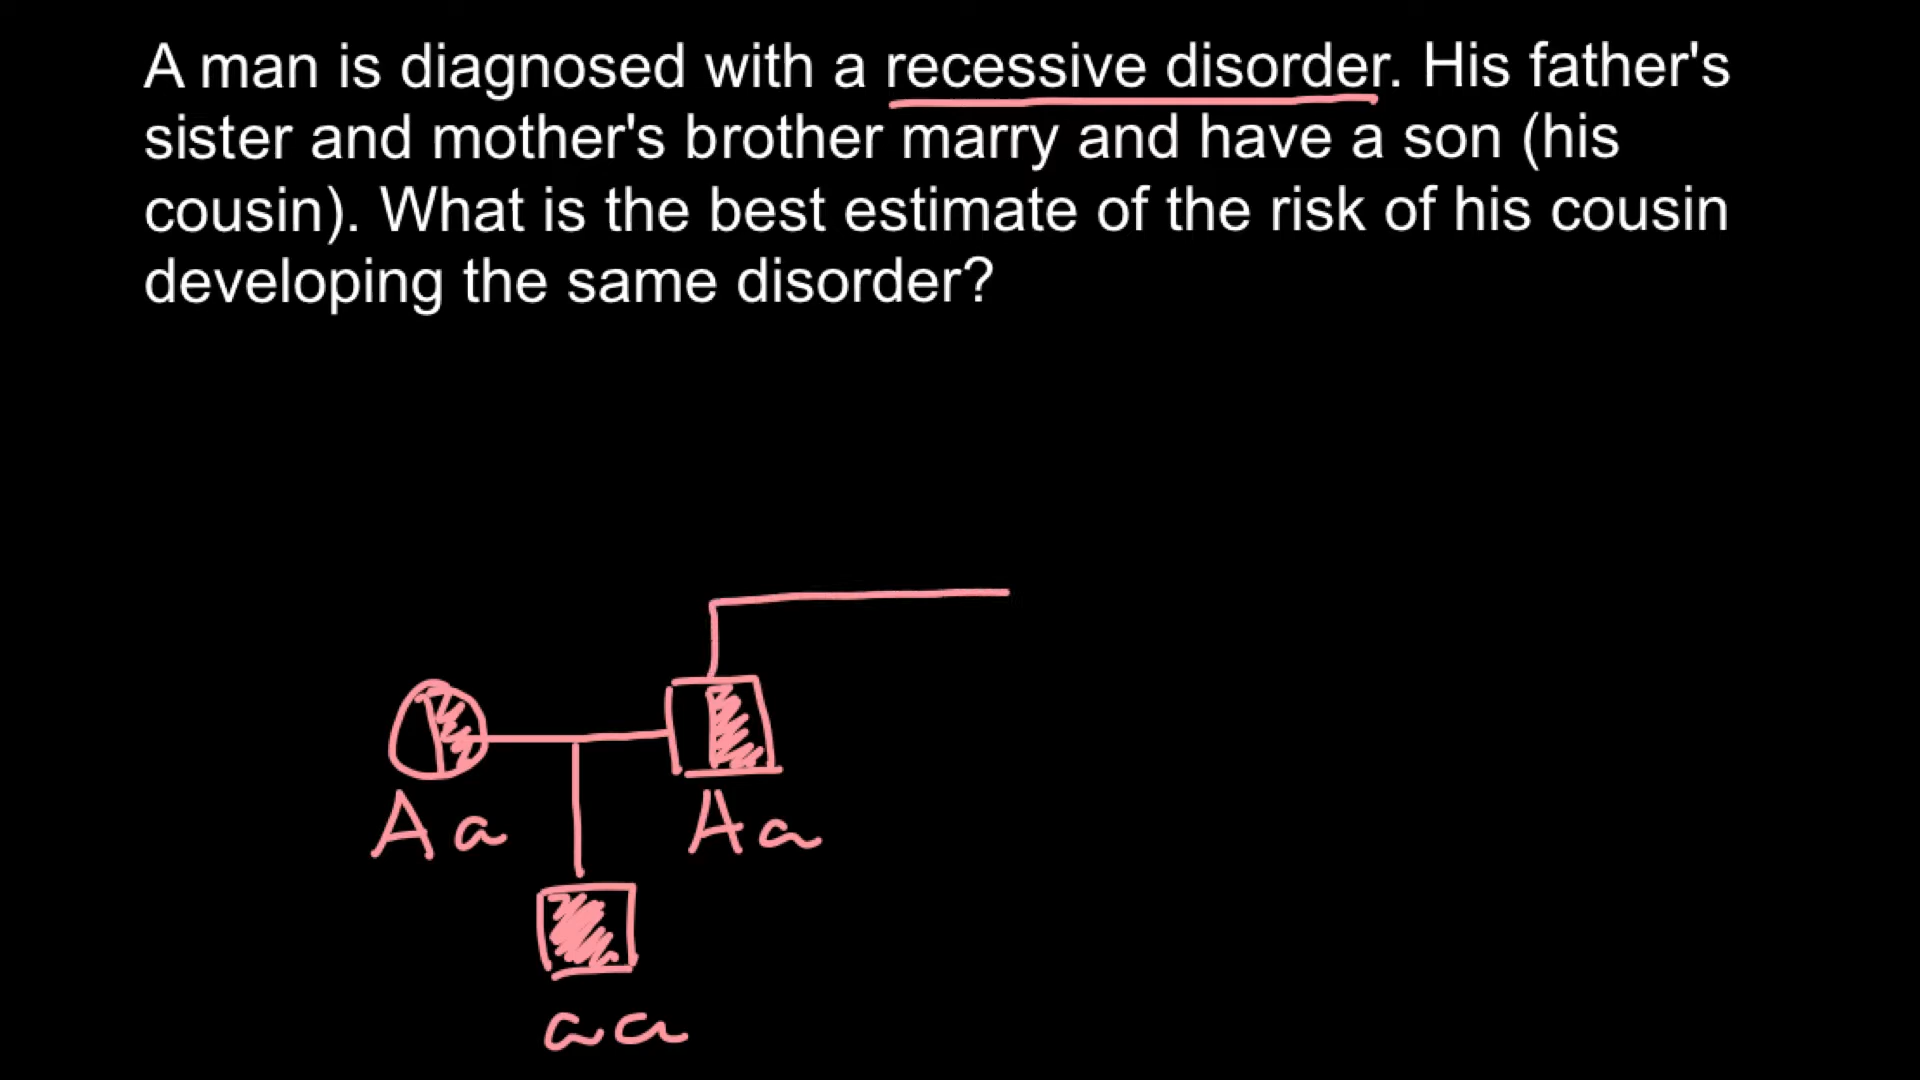 A man is diagnosed with a recessive disorder. His father's
sister and mother's brother marry and have a son (his
cousin). What is the best estimate of the risk of his cousin
developing the same disorder?
Aa Aa
aa